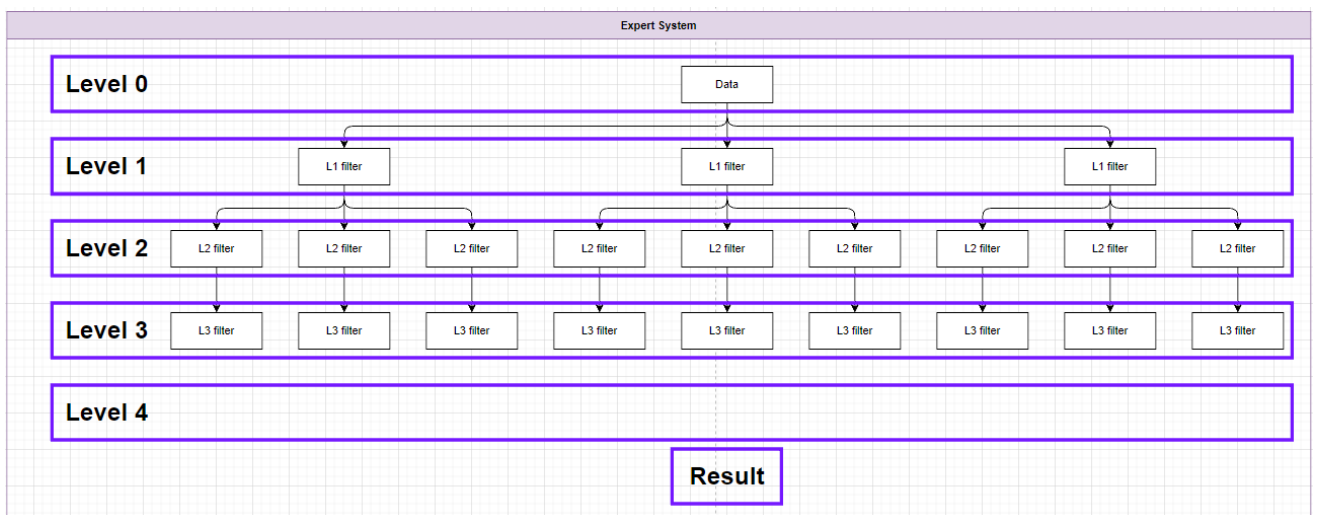 Expert System
Level 0
Data
Level 1
L1 filter
L1 filter
L1 filter
Level 2
L2 filter
L2 filter
L2 filter
L2 filter
L2 filter
L2 filter
L2 filter
L2 filter
L2 filter
Level 3
L3 filter
L3 filter
L3 filter
L3 filter
L3 filter
L3 filter
L3 filter
L3 filter
L3 filter
Level 4
Result